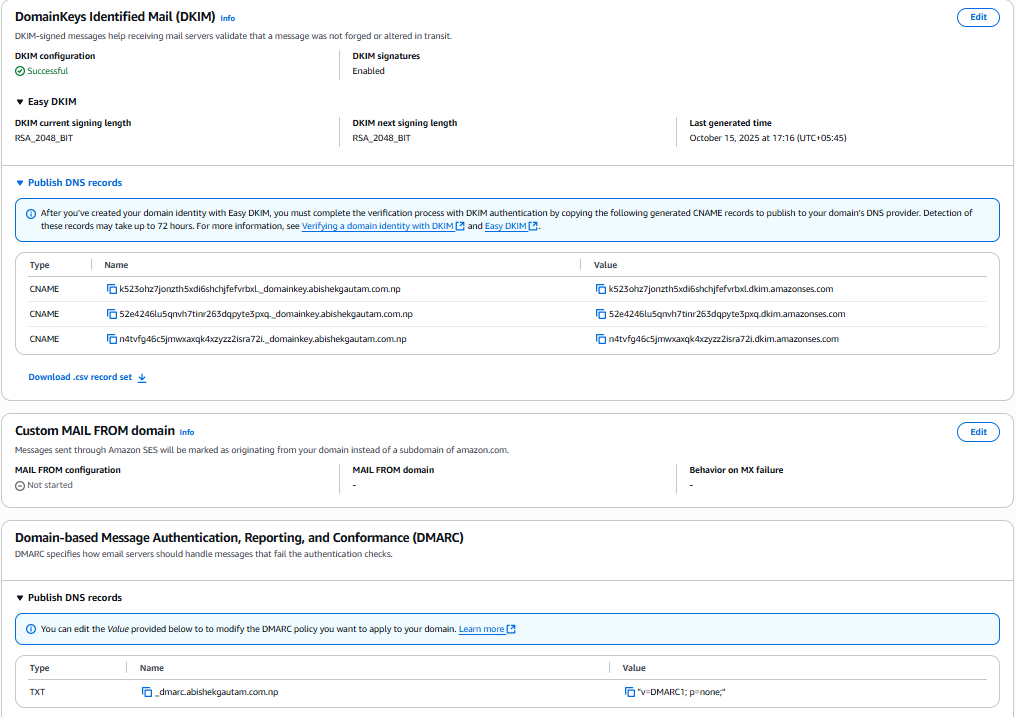 DomainKeys Identified Mail (DKIM) Info
Edit
DKIM-signed messages help receiving mail servers validate that a message was not forged or altered in transit.
DKIM configuration
Successful
DKIM signatures
Enabled
Easy DKIM
DKIM current signing length
RSA_2048_BIT
DKIM next signing length
RSA_2048_BIT
Last generated time
October 15, 2025 at 17:16 (UTC+05:45)
Publish DNS records
After you've created your domain identity with Easy DKIM, you must complete the verification process with DKIM authentication by copying the following generated CNAME records to publish to your domain's DNS provider. Detection of
these records may take up to 72 hours. For more information, see Verifying a domain identity with DKIM and Easy DKIM.
Type Name Value
CNAME k523ohz7jonzth5xdi6shchjfefvrbxl._domainkey.abishekgautam.com.np k523ohz7jonzth5xdi6shchjfefvrbxl.dkim.amazonses.com
CNAME 52e4246lu5qnvh7tinr263dqpyte3pxq._domainkey.abishekgautam.com.np 52e4246lu5qnvh7tinr263dqpyte3pxq.dkim.amazonses.com
CNAME n4tvfg46c5jmwxaxqk4xzyzz2isra72i._domainkey.abishekgautam.com.np n4tvfg46c5jmwxaxqk4xzyzz2isra72i.dkim.amazonses.com
Download .csv record set
Custom MAIL FROM domain Info
Edit
Messages sent through Amazon SES will be marked as originating from your domain instead of a subdomain of amazon.com.
MAIL FROM configuration
Not started
MAIL FROM domain
-
Behavior on MX failure
-
Domain-based Message Authentication, Reporting, and Conformance (DMARC)
DMARC specifies how email servers should handle messages that fail the authentication checks.
Publish DNS records
You can edit the Value provided below to to modify the DMARC policy you want to apply to your domain. Learn more
Type Name Value
TXT _dmarc.abishekgautam.com.np "v=DMARC1; p=none;"